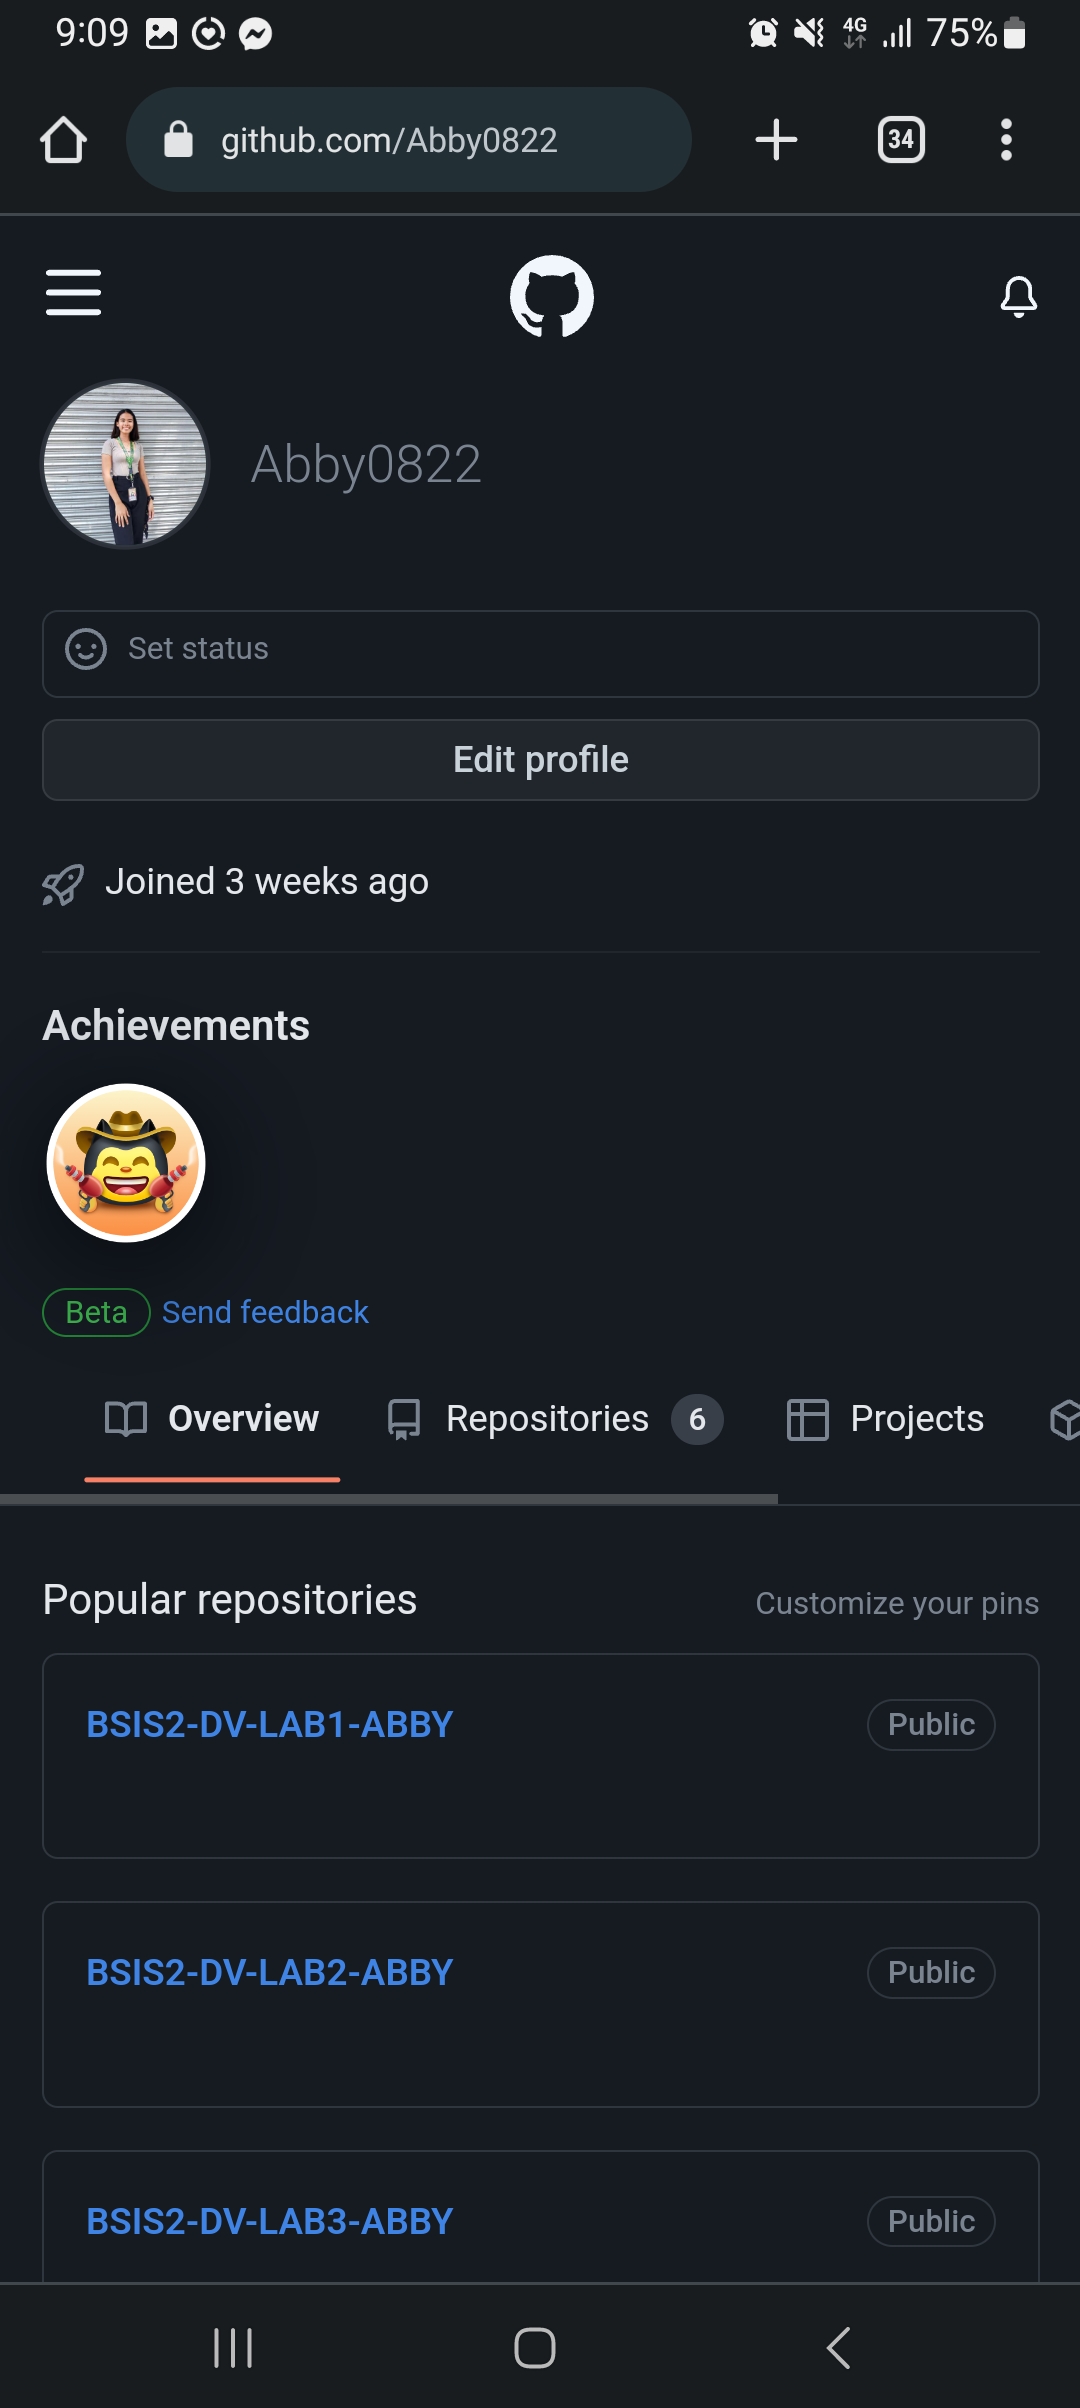 9:09
4G
75%
github.com/Abby0822
34
Abby0822
Set status
Edit profile
Joined 3 weeks ago
Achievements
Beta Send feedback
Overview Repositories 6 Projects
Popular repositories Customize your pins
BSIS2-DV-LAB1-ABBY Public
BSIS2-DV-LAB2-ABBY Public
BSIS2-DV-LAB3-ABBY Public